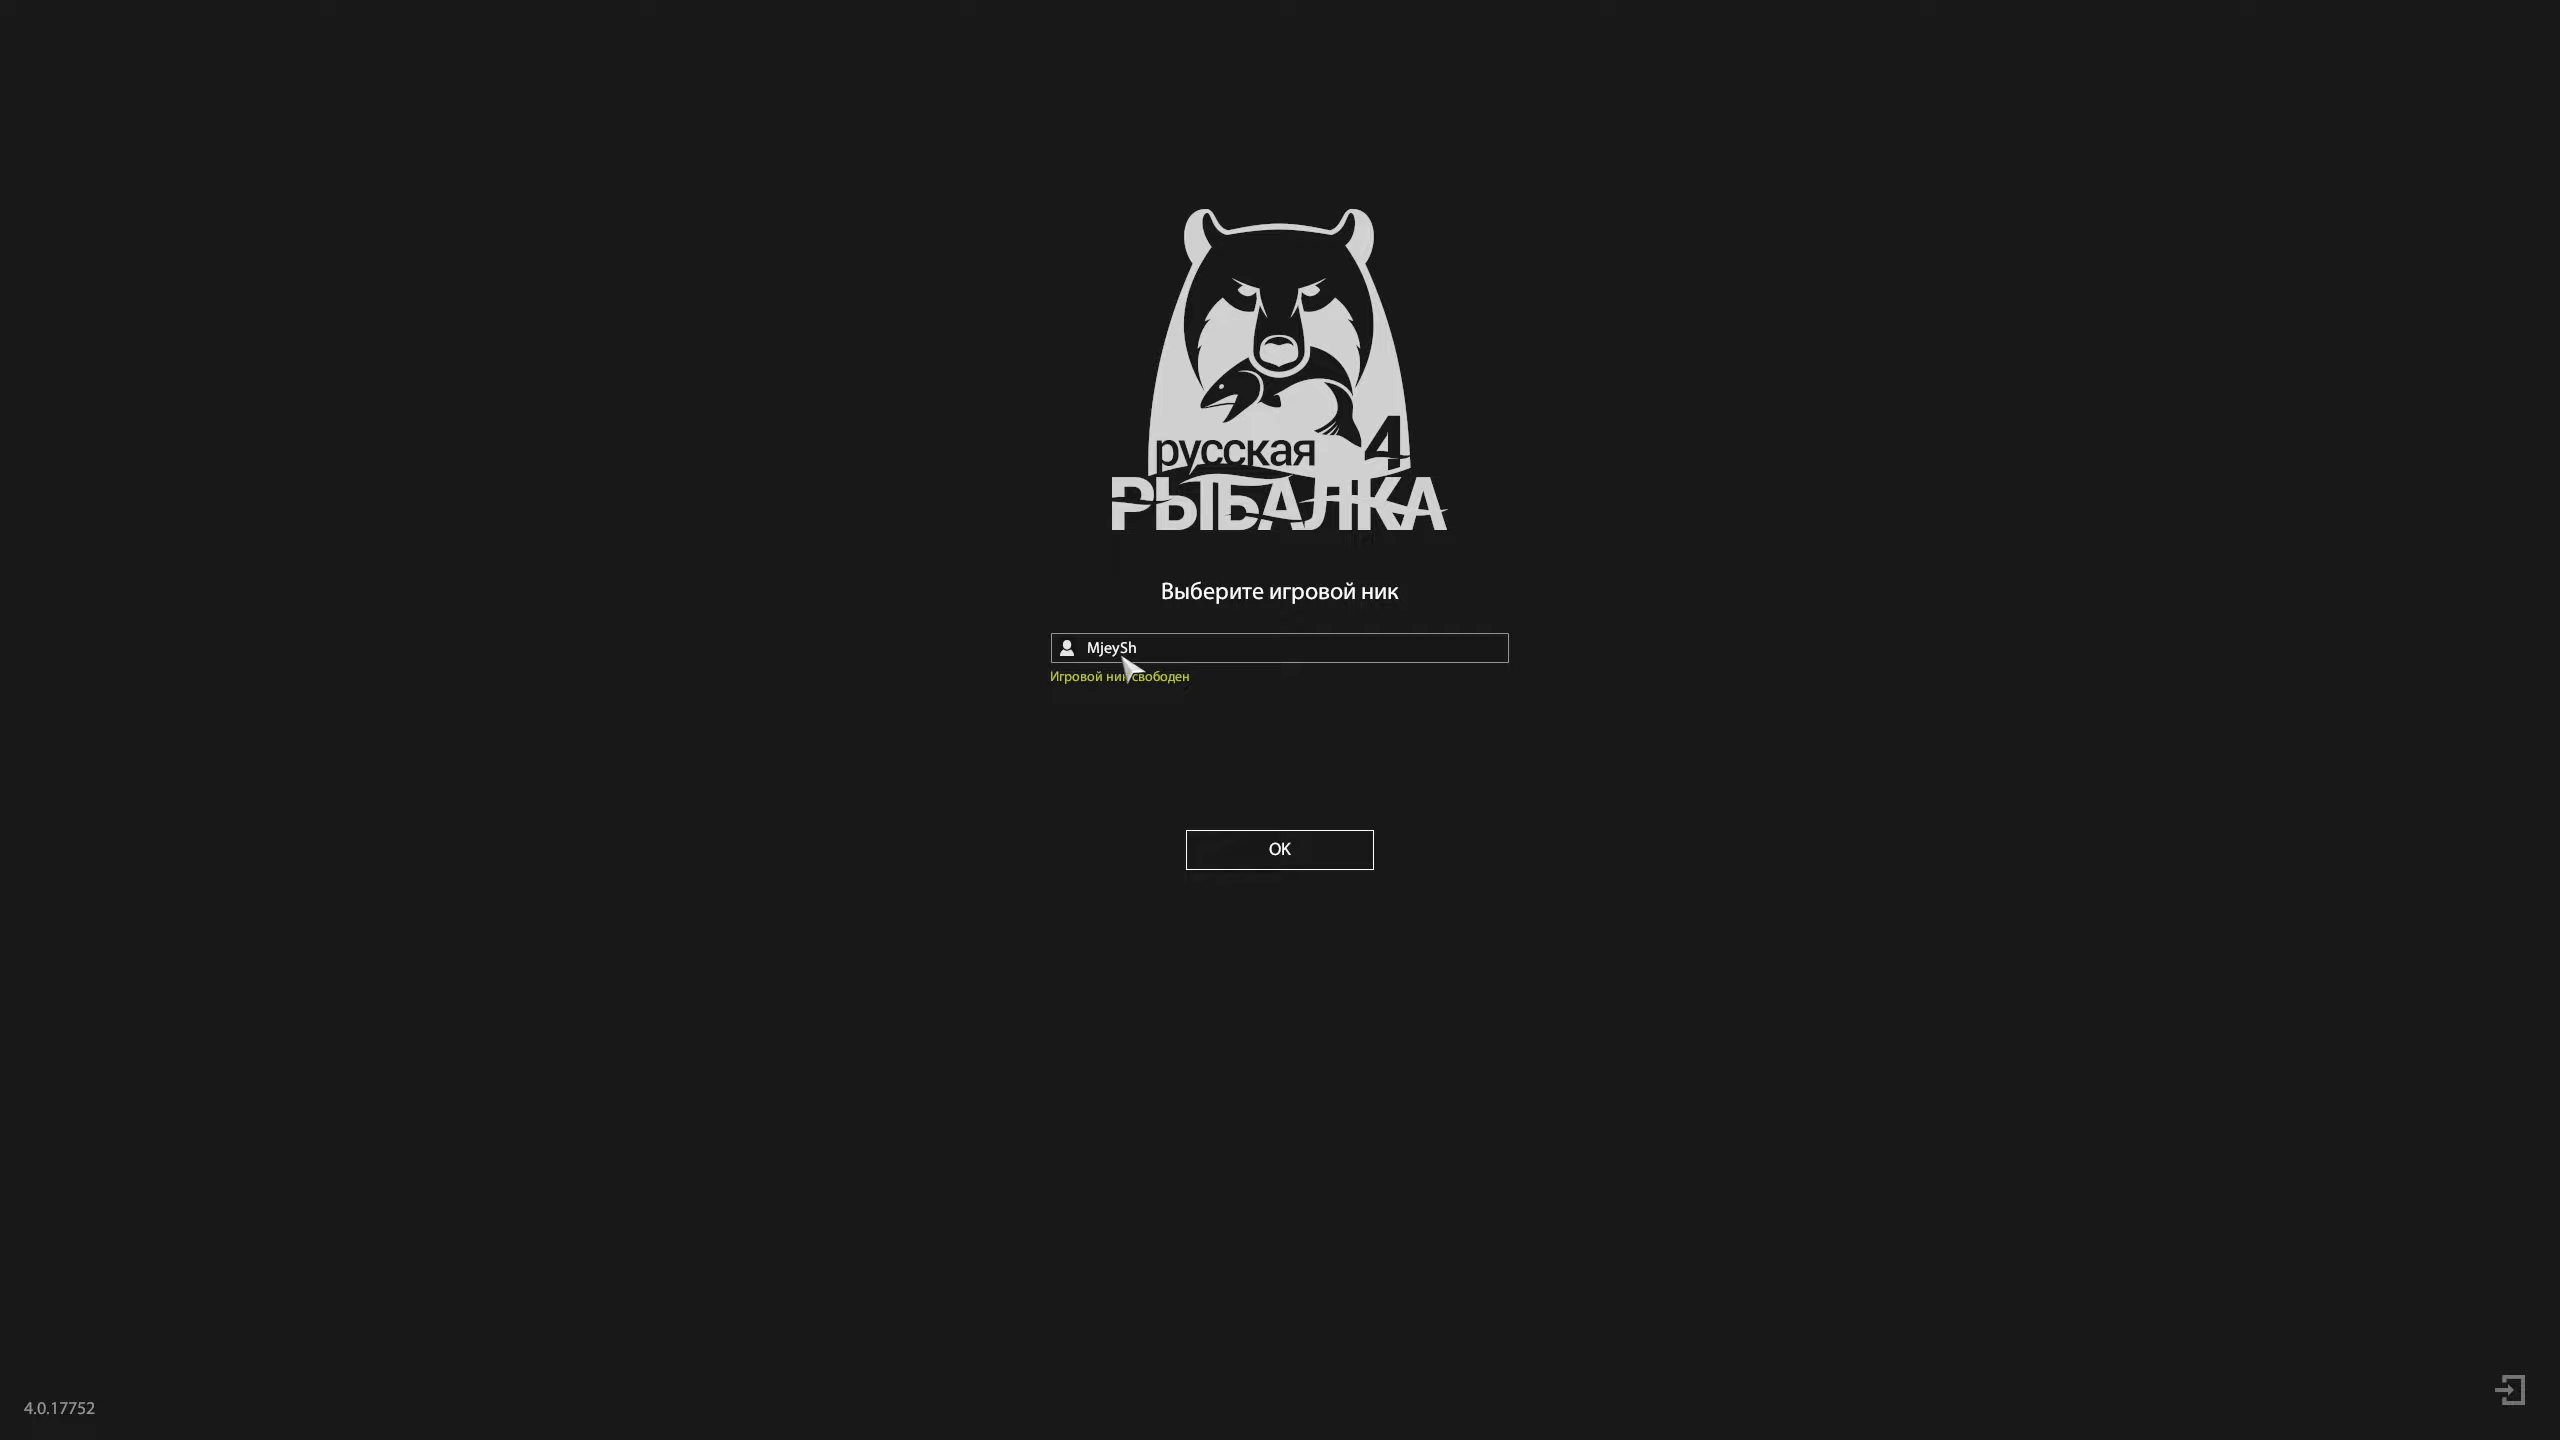 русская 4
РЫБАЛКА
Выберите игровой ник
MjeySh
Игровой ник свободен
OK
4.0.17752